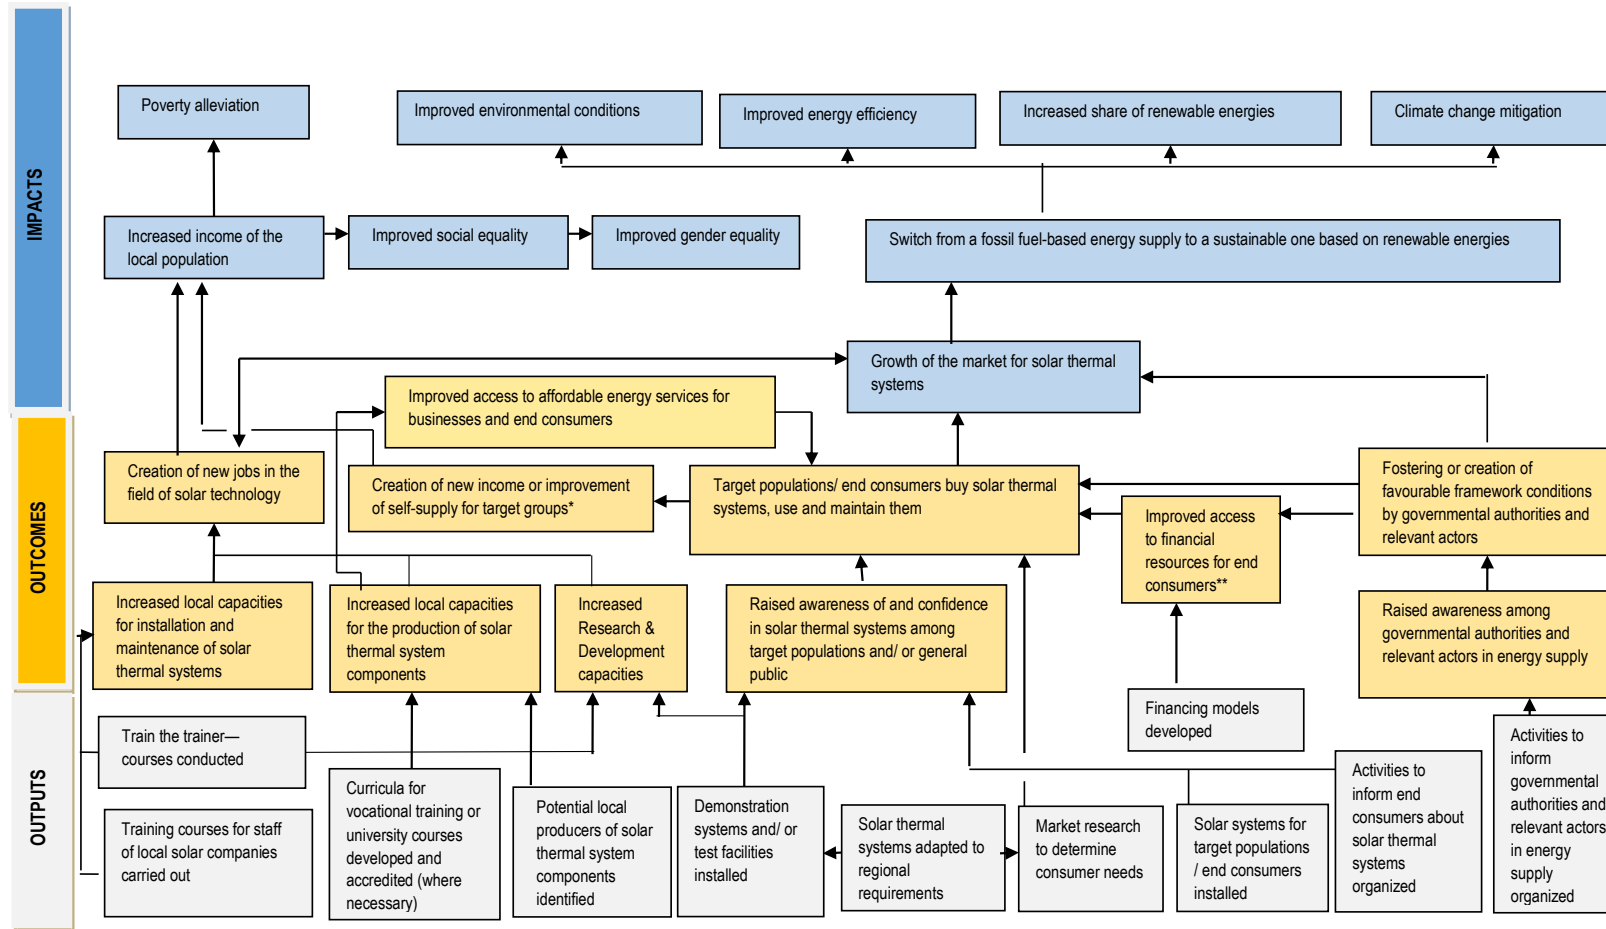 IMPACTS
Poverty alleviation
Improved environmental conditions
Improved energy efficiency
Increased share of renewable energies
Climate change mitigation
Increased income of the
local population
Improved social equality
Improved gender equality
Switch from a fossil fuel-based energy supply to a sustainable one based on renewable energies
Growth of the market for solar thermal
systems
OUTCOMES
Improved access to affordable energy services for
businesses and end consumers
Creation of new jobs in the
field of solar technology
Creation of new income or improvement
of self-supply for target groups*
Target populations/ end consumers buy solar thermal
systems, use and maintain them
Improved access
to financial
resources for end
consumers**
Fostering or creation of
favourable framework conditions
by governmental authorities and
relevant actors
Increased local capacities
for installation and
maintenance of solar
thermal systems
Increased local capacities
for the production of solar
thermal system
components
Increased
Research &
Development
capacities
Raised awareness of and confidence
in solar thermal systems among
target populations and/ or general
public
Raised awareness among
governmental authorities and
relevant actors in energy supply
OUTPUTS
Train the trainer—
courses conducted
Training courses for staff
of local solar companies
carried out
Curricula for
vocational training or
university courses
developed and
accredited (where
necessary)
Potential local
producers of solar
thermal system
components
identified
Demonstration
systems and/ or
test facilities
installed
Solar thermal
systems adapted to
regional
requirements
Market research
to determine
consumer needs
Financing models
developed
Solar systems for
target populations
/ end consumers
installed
Activities to
inform end
consumers about
solar thermal
systems
organized
Activities to
inform
governmental
authorities and
relevant actors
in energy
supply
organized